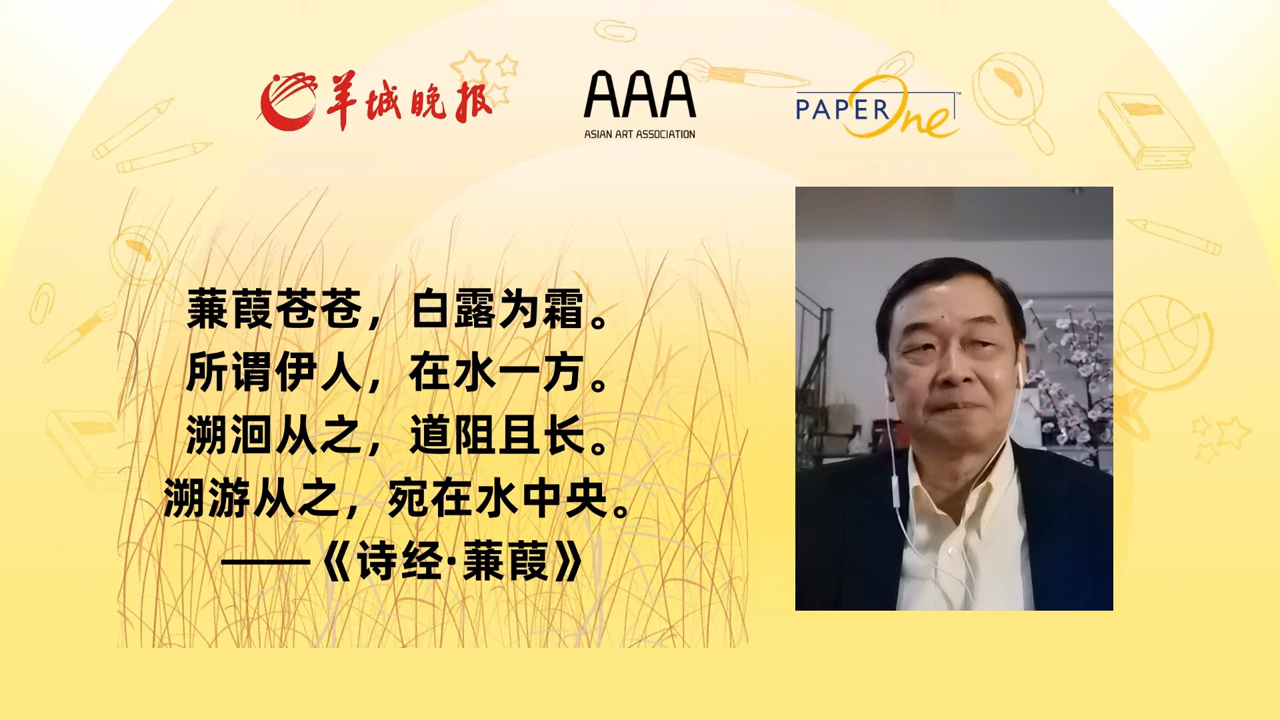 羊城晚报
AAA
ASIAN ART ASSOCIATION
PAPEROne™
蒹葭苍苍，白露为霜。
所谓伊人，在水一方。
溯洄从之，道阻且长。
溯游从之，宛在水中央。
——《诗经·蒹葭》